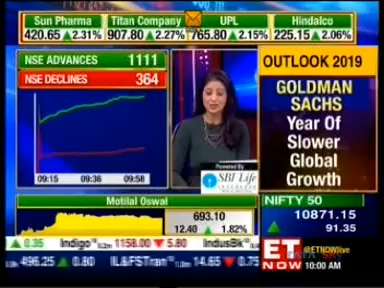 Sun Pharma
420.65 ▲ 2.31%
Titan Company
907.80 ▲ 2.27%
UPL
765.80 ▲ 2.15%
Hindalco
225.15 ▲ 2.06%
NSE ADVANCES 1111
NSE DECLINES 364
09:15 09:36 09:58
Powered By
SBI Life
INSURANCE
OUTLOOK 2019
GOLDMAN
SACHS
Year Of
Slower
Global
Growth
Motilal Oswal
693.10
12.40 ▲ 1.82%
NIFTY 50
10871.15
▲ 91.35
▲ 0.35 Indigo 1158.00 ▼ 5.80 IndusiBk
496.25 ▲ 0.80 IL&FSTran 14.65 ▼ 0.75
ET
NOW
@ETNOWlive
10:00 AM